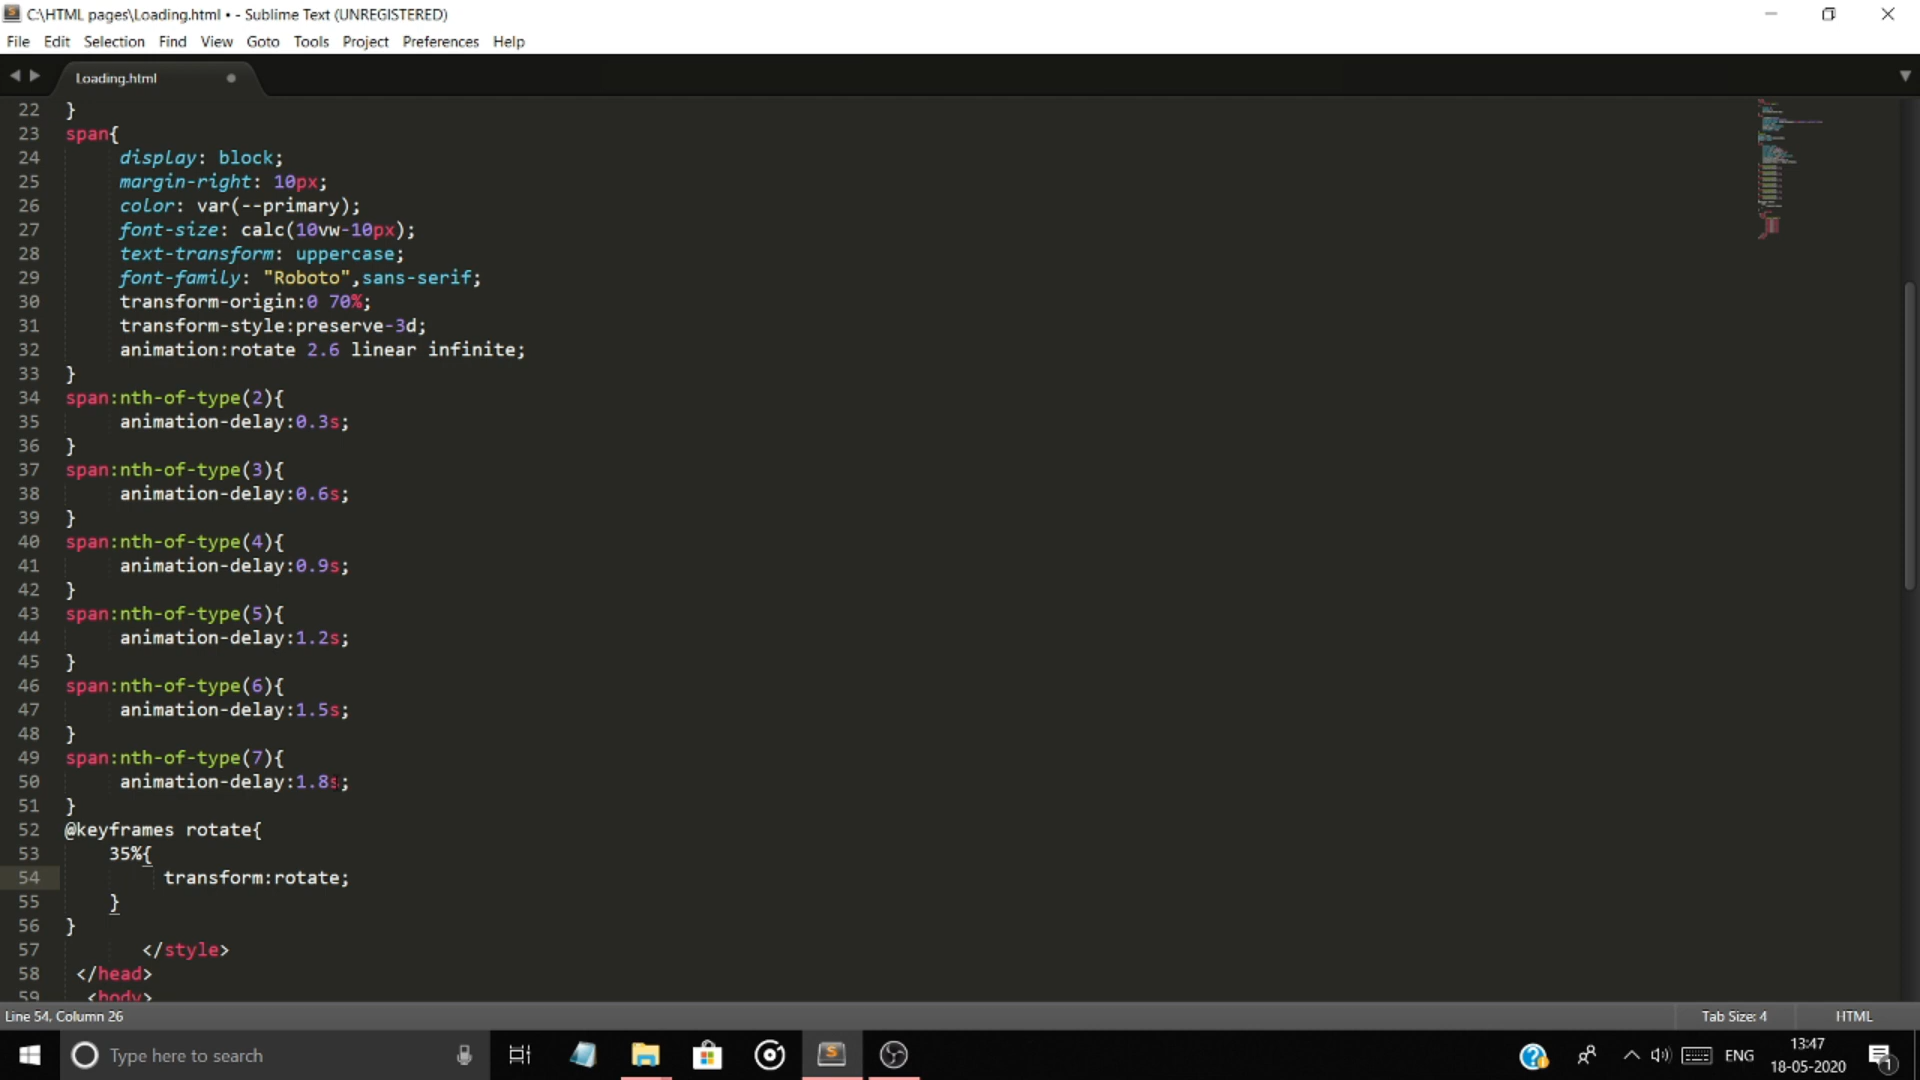 C:\HTML pages\Loading.html • - Sublime Text (UNREGISTERED)
File Edit Selection Find View Goto Tools Project Preferences Help
Loading.html
22 }
23 span{
24 display: block;
25 margin-right: 10px;
26 color: var(--primary);
27 font-size: calc(10vw-10px);
28 text-transform: uppercase;
29 font-family: "Roboto",sans-serif;
30 transform-origin:0 70%;
31 transform-style:preserve-3d;
32 animation:rotate 2.6 linear infinite;
33 }
34 span:nth-of-type(2){
35 animation-delay:0.3s;
36 }
37 span:nth-of-type(3){
38 animation-delay:0.6s;
39 }
40 span:nth-of-type(4){
41 animation-delay:0.9s;
42 }
43 span:nth-of-type(5){
44 animation-delay:1.2s;
45 }
46 span:nth-of-type(6){
47 animation-delay:1.5s;
48 }
49 span:nth-of-type(7){
50 animation-delay:1.8s;
51 }
52 @keyframes rotate{
53 35%{
54 transform:rotate;
55 }
56 }
57 </style>
58 </head>
59 <body>
Line 54, Column 26 Tab Size: 4 HTML
Type here to search ENG 13:47
18-05-2020 1